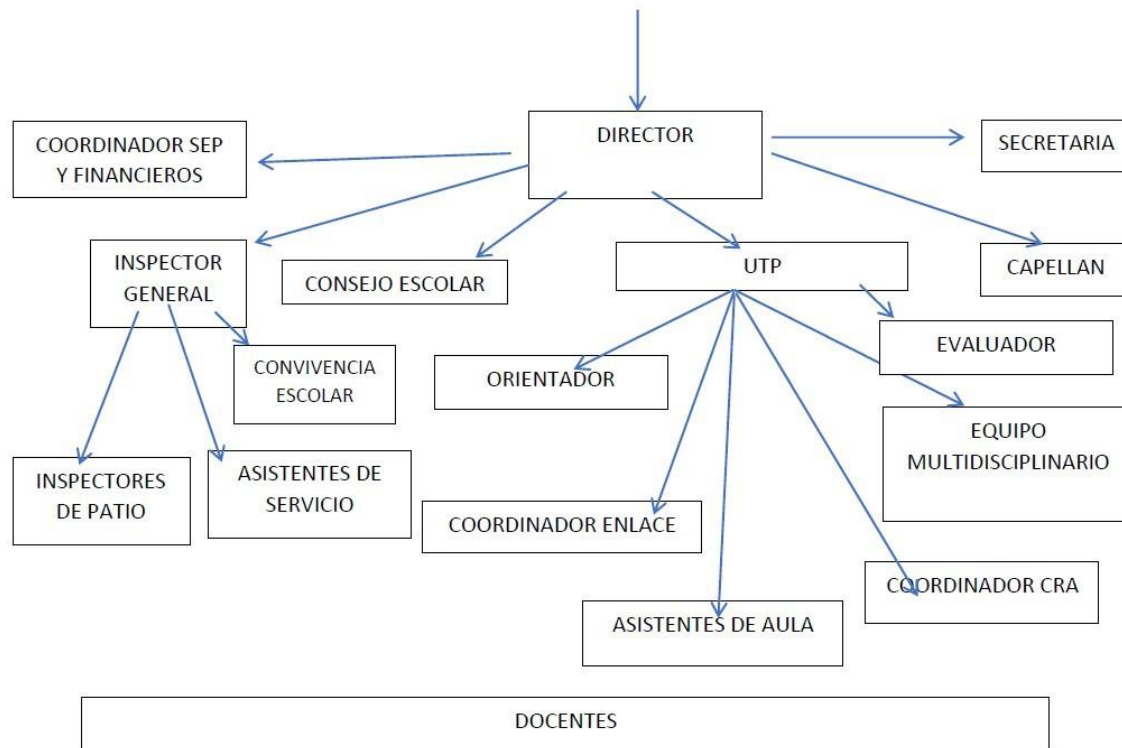 DIRECTOR
COORDINADOR SEP
Y FINANCIEROS
SECRETARIA
INSPECTOR
GENERAL
CONSEJO ESCOLAR
UTP
CAPELLAN
CONVIVENCIA
ESCOLAR
ORIENTADOR
EVALUADOR
INSPECTORES
DE PATIO
ASISTENTES DE
SERVICIO
COORDINADOR ENLACE
EQUIPO
MULTIDISCIPLINARIO
ASISTENTES DE AULA
COORDINADOR CRA
DOCENTES